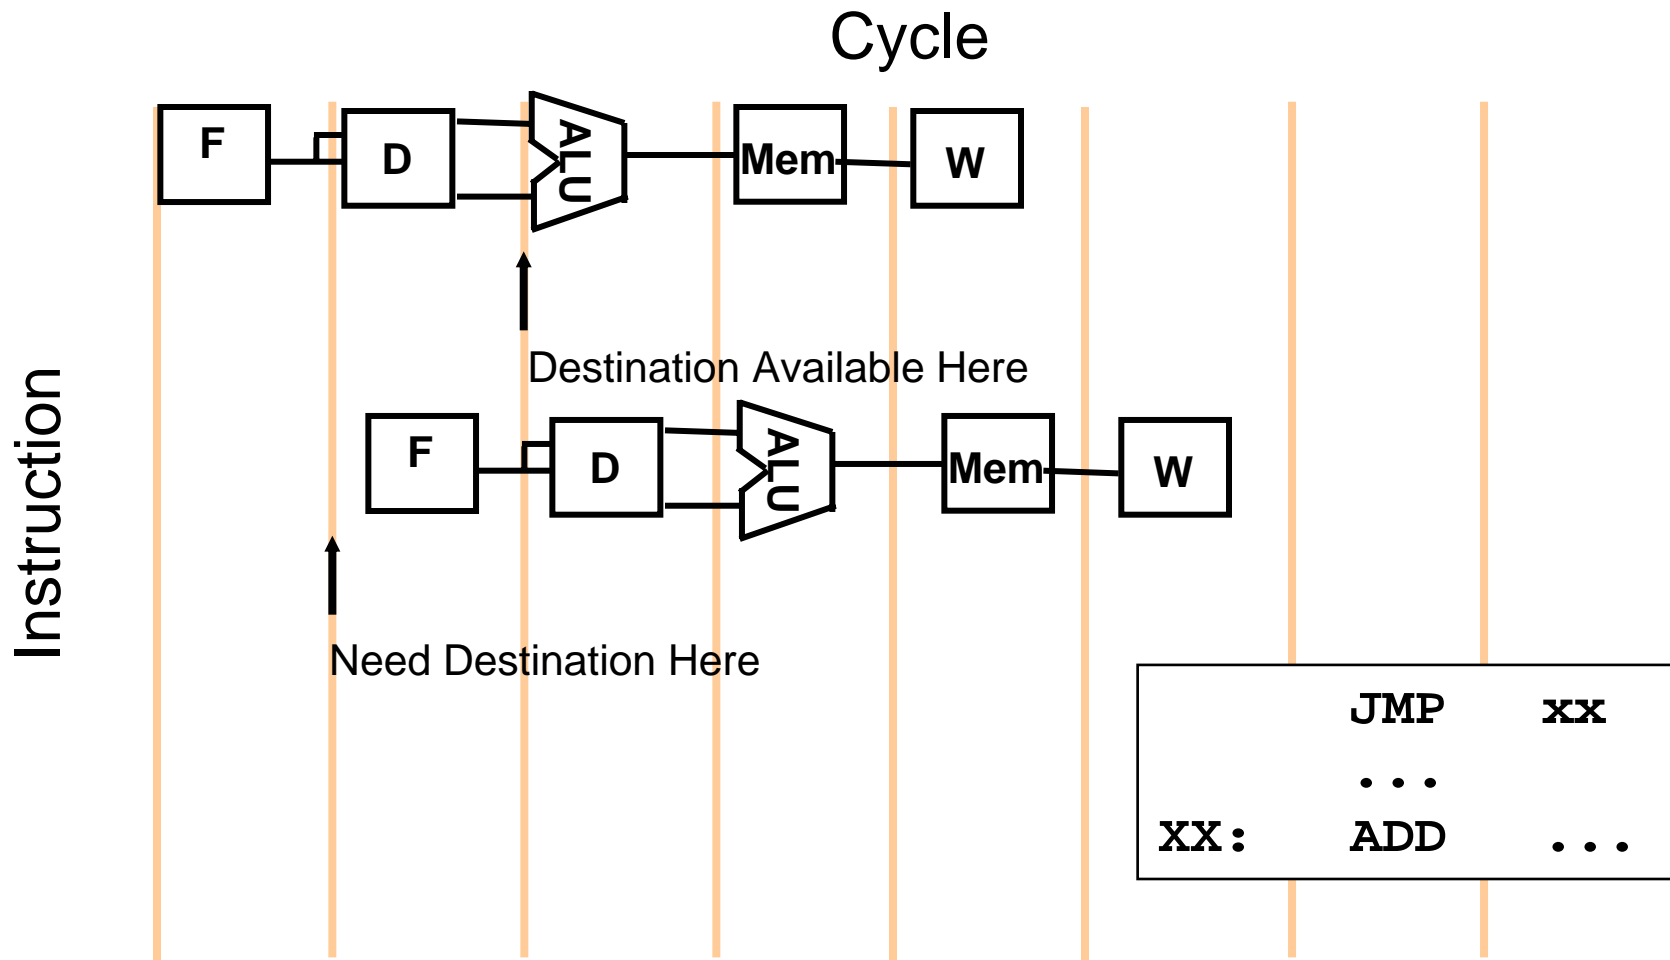 Cycle
F D ALU Mem W
Destination Available Here
Instruction
F D ALU Mem W
Need Destination Here
JMP xx
...
XX: ADD ...